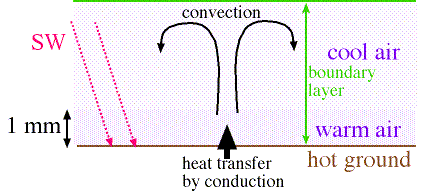 convection
SW
cool air
boundary
layer
1 mm
warm air
heat transfer
by conduction
hot ground